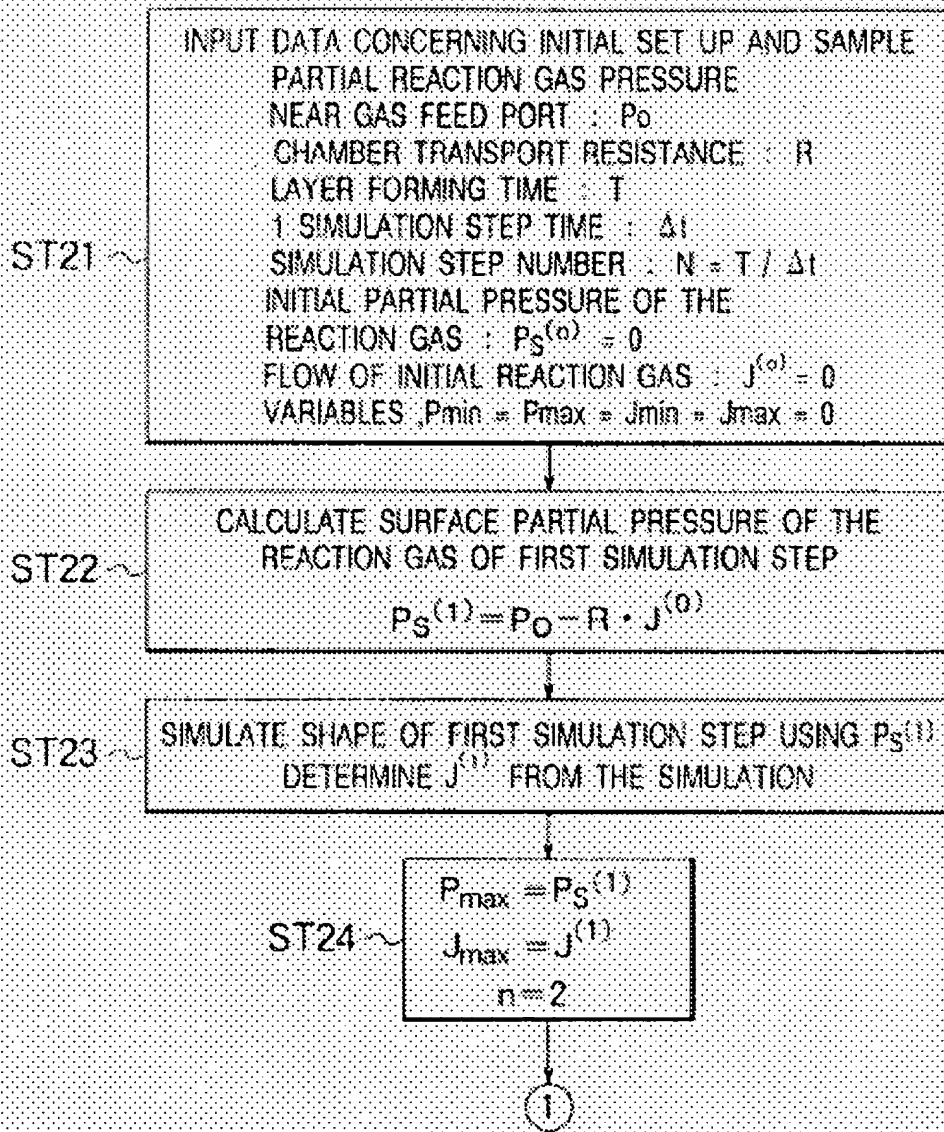 INPUT DATA CONCERNING INITIAL SET UP AND SAMPLE
PARTIAL REACTION GAS PRESSURE
NEAR GAS FEED PORT : Po
CHAMBER TRANSPORT RESISTANCE : R
LAYER FORMING TIME : T
1 SIMULATION STEP TIME : Δt
ST21
SIMULATION STEP NUMBER : N = T / Δt
INITIAL PARTIAL PRESSURE OF THE
REACTION GAS : PS^(o) = 0
FLOW OF INITIAL REACTION GAS : J^(o) = 0
VARIABLES ,Pmin = Pmax = Jmin = Jmax = 0
ST22
CALCULATE SURFACE PARTIAL PRESSURE OF THE
REACTION GAS OF FIRST SIMULATION STEP
PS^(1) = PO − R · J^(0)
ST23
SIMULATE SHAPE OF FIRST SIMULATION STEP USING PS^(1)
DETERMINE J^(1) FROM THE SIMULATION
ST24
Pmax = PS^(1)
Jmax = J^(1)
n = 2
1